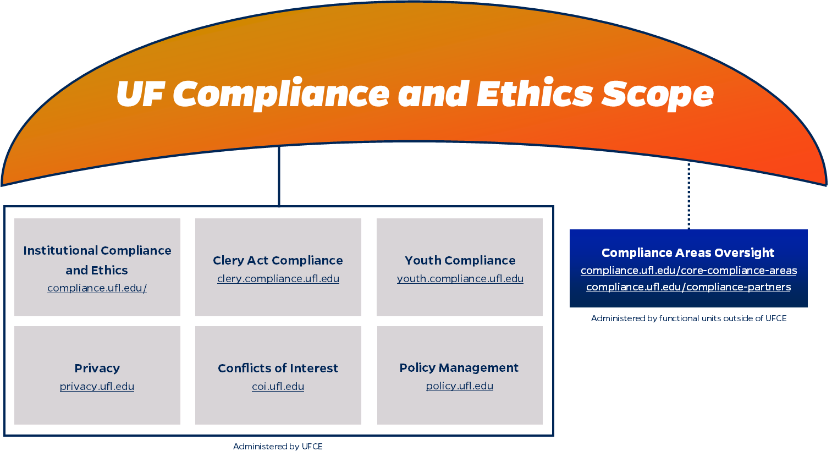 UF Compliance and Ethics Scope
Institutional Compliance
and Ethics
compliance.ufl.edu/
Clery Act Compliance
clery.compliance.ufl.edu
Youth Compliance
youth.compliance.ufl.edu
Privacy
privacy.ufl.edu
Conflicts of Interest
coi.ufl.edu
Policy Management
policy.ufl.edu
Administered by UFCE
Compliance Areas Oversight
compliance.ufl.edu/core-compliance-areas
compliance.ufl.edu/compliance-partners
Administered by functional units outside of UFCE